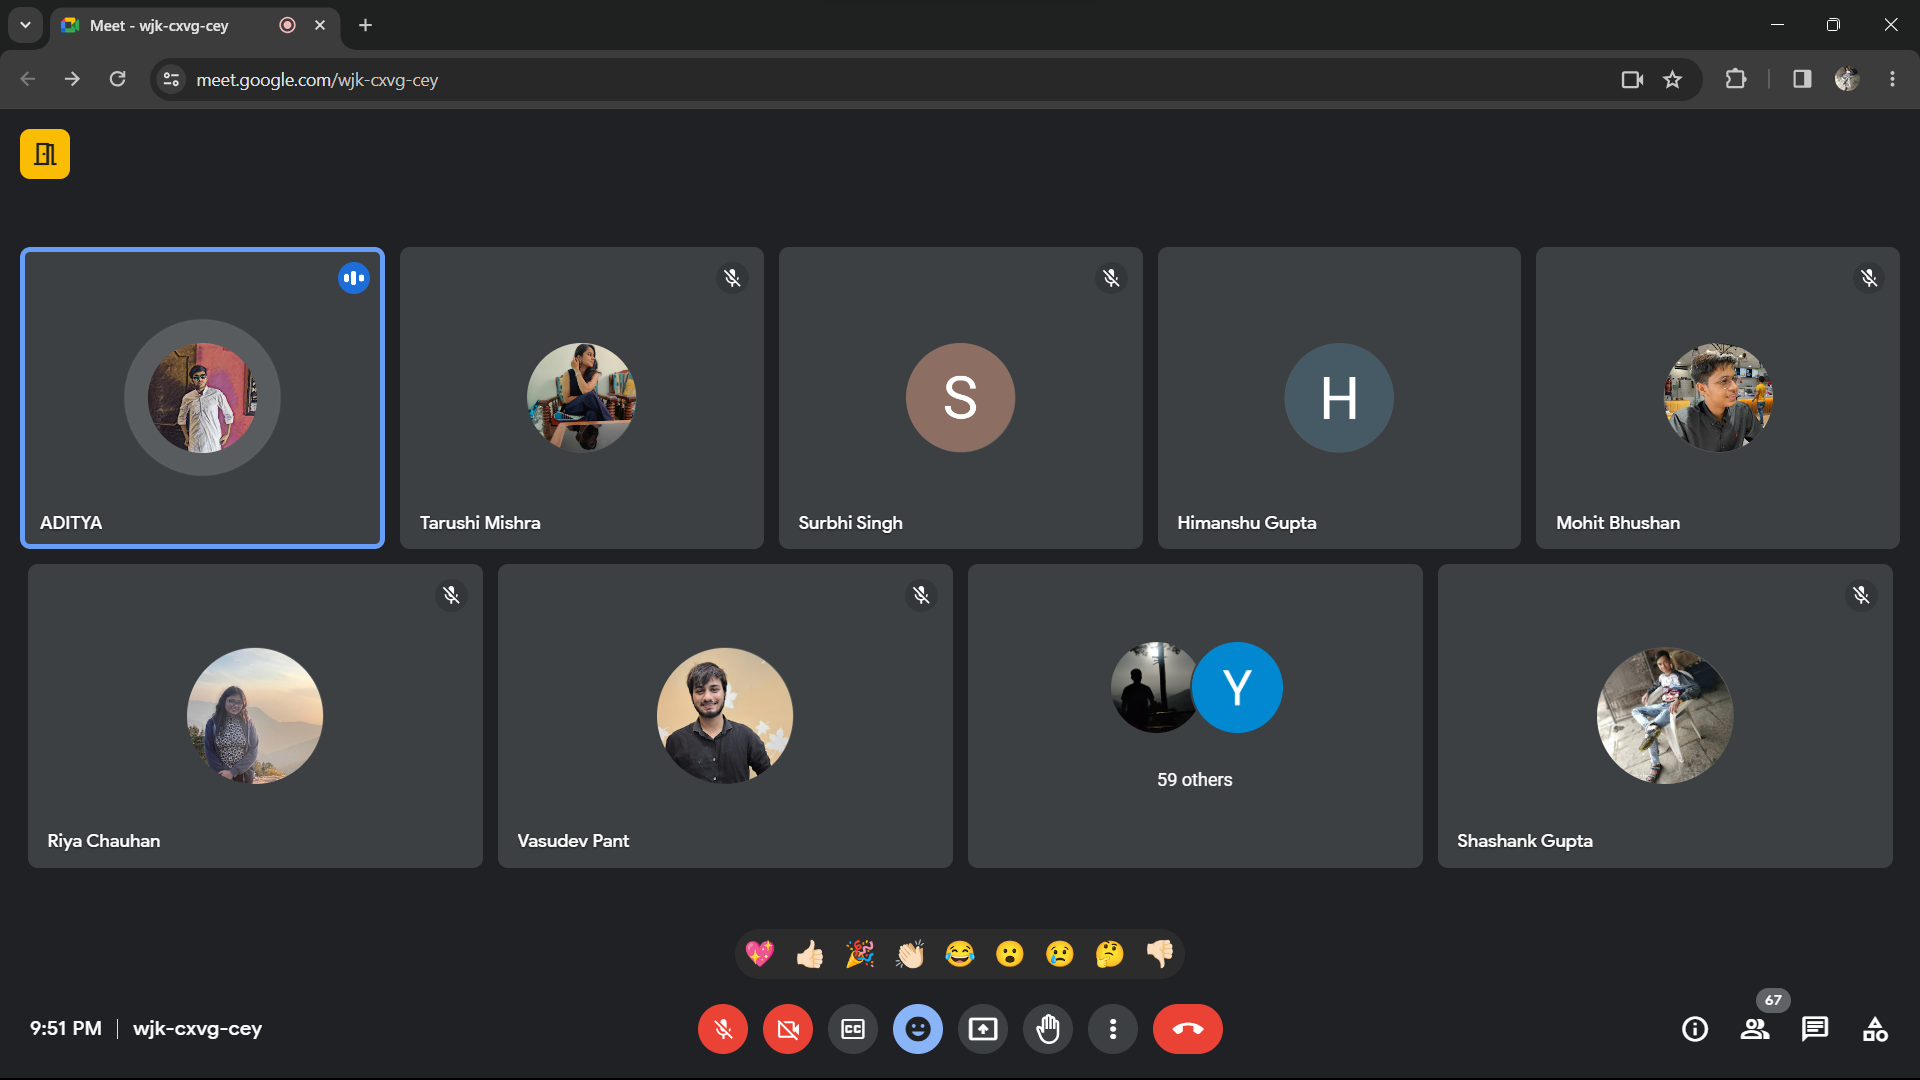 Meet - wjk-cxvg-cey
meet.google.com/wjk-cxvg-cey
ADITYA
Tarushi Mishra
S
Surbhi Singh
H
Himanshu Gupta
Mohit Bhushan
Riya Chauhan
Vasudev Pant
Y
59 others
Shashank Gupta
9:51 PM | wjk-cxvg-cey
CC
67